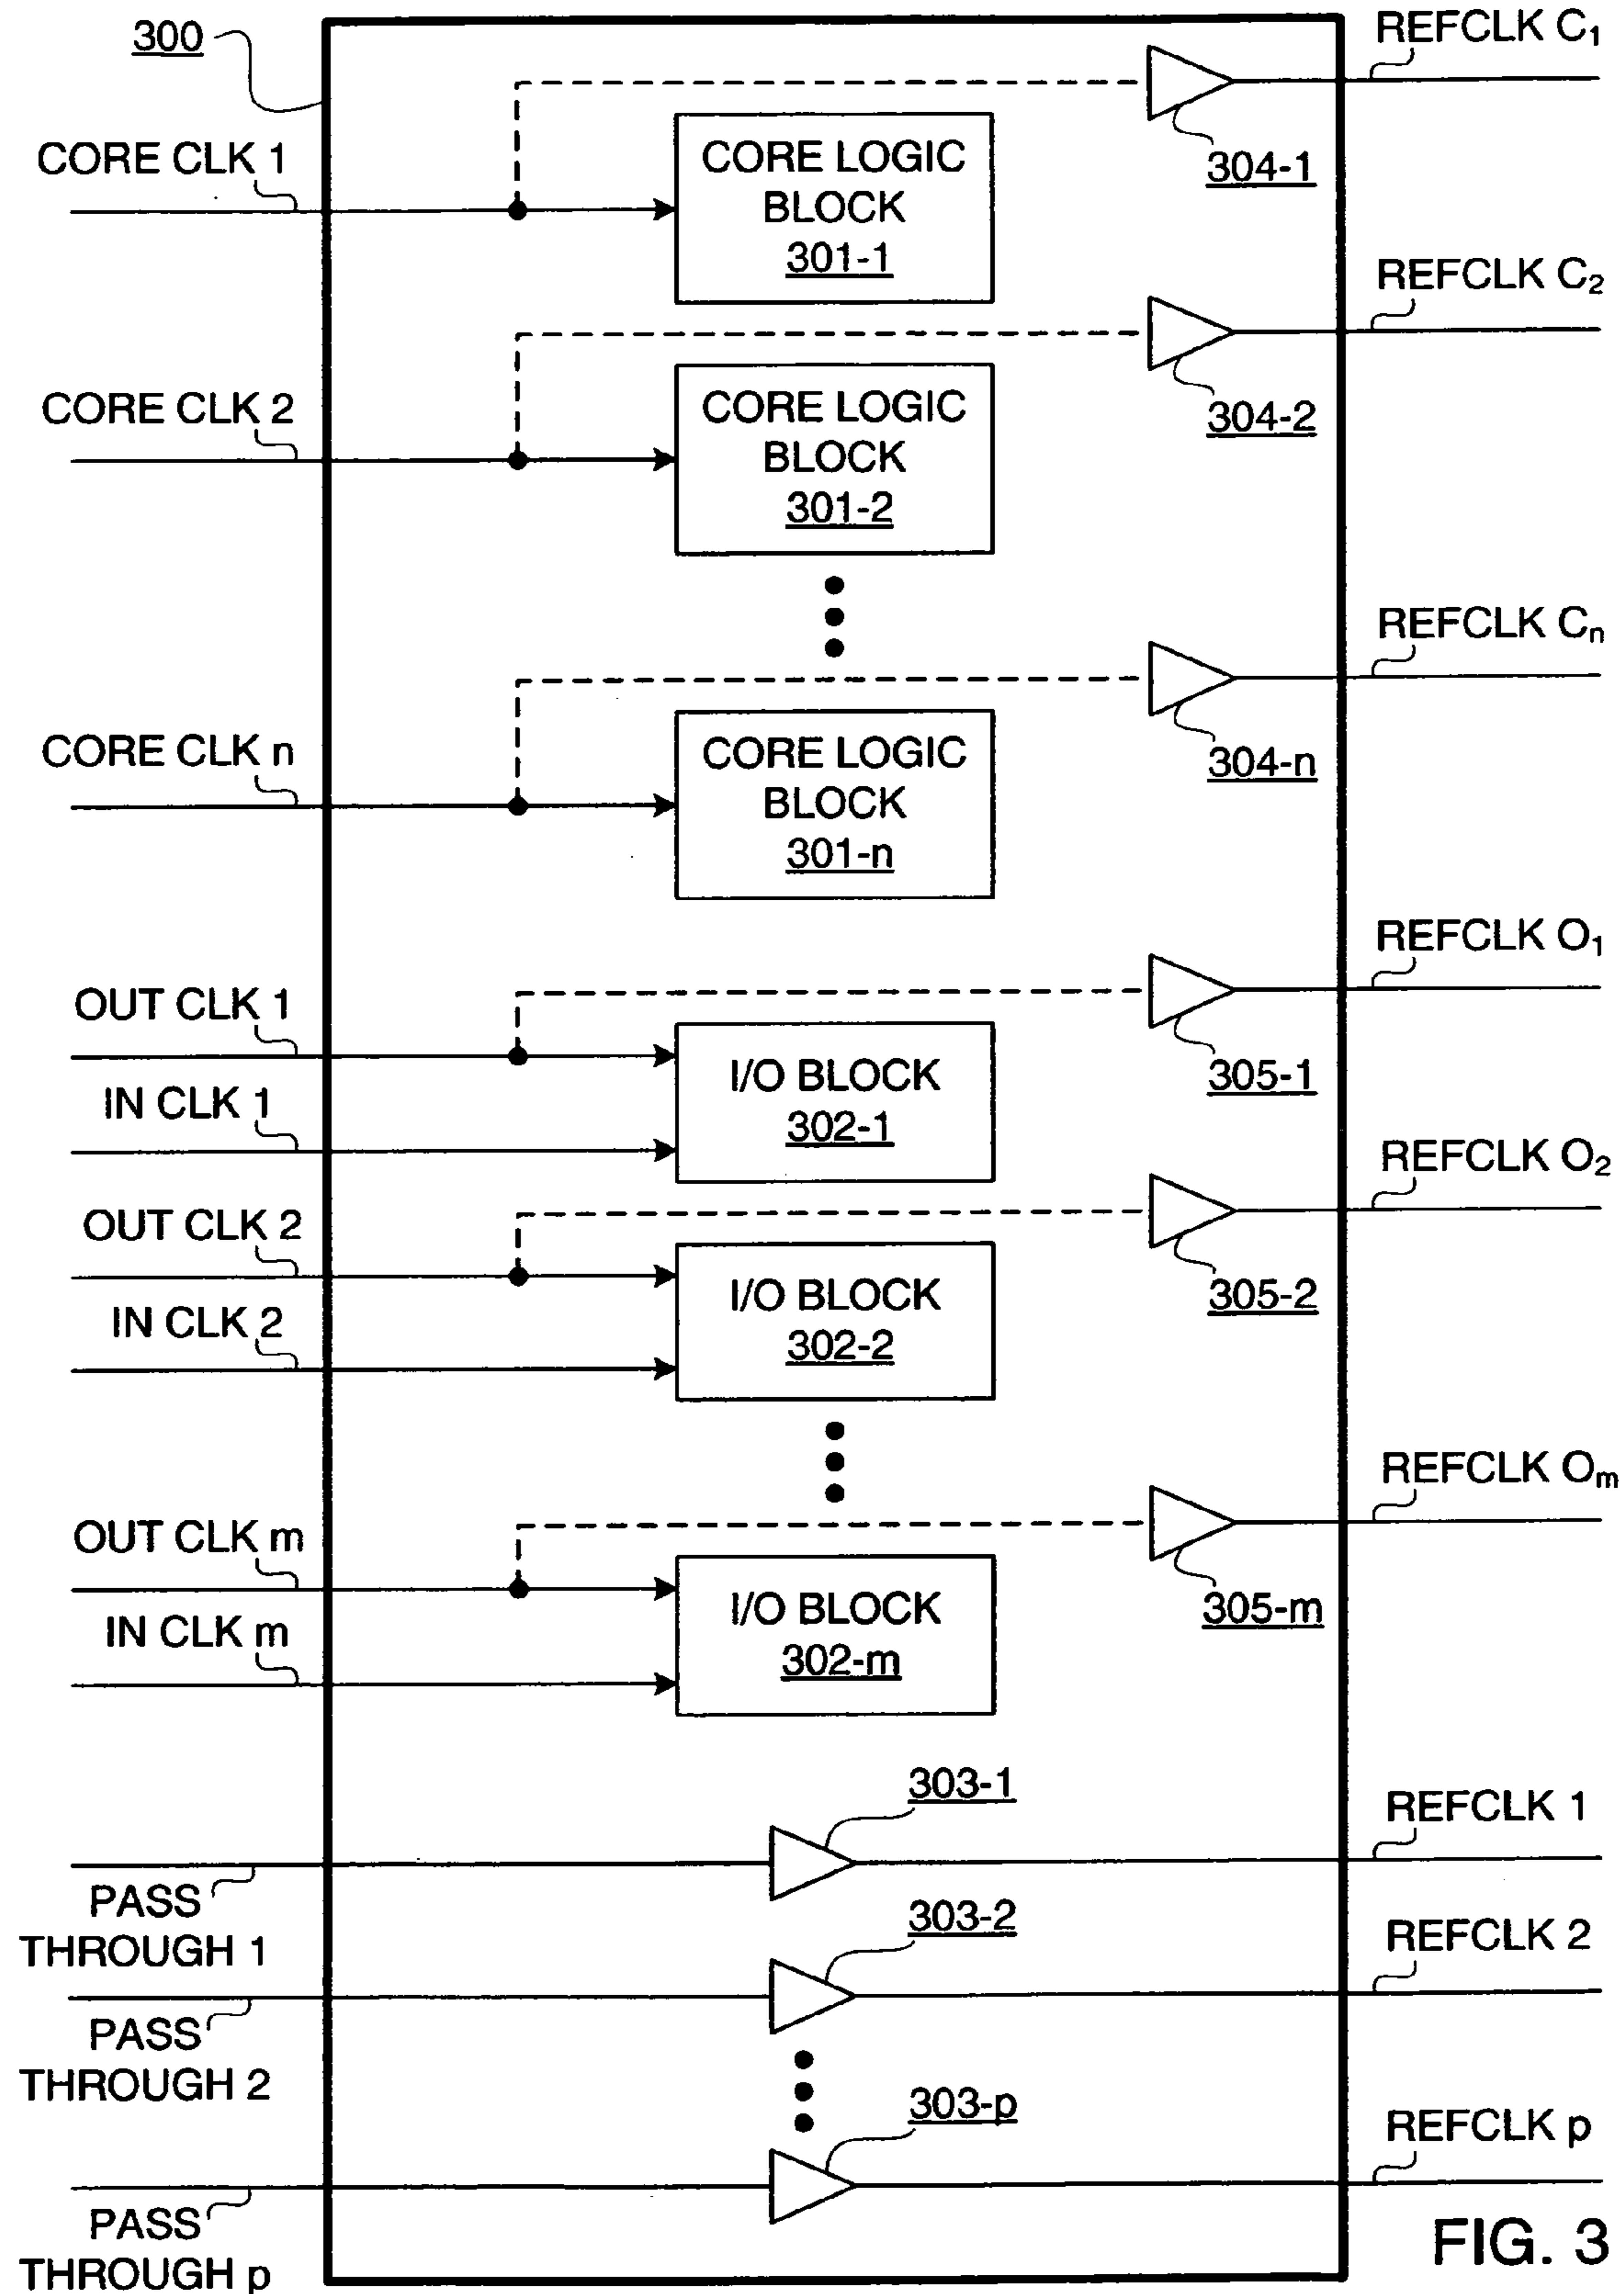 300
REFCLK C1
CORE CLK 1
CORE LOGIC
BLOCK
301-1
304-1
REFCLK C2
CORE CLK 2
CORE LOGIC
BLOCK
301-2
304-2
REFCLK Cn
CORE CLK n
CORE LOGIC
BLOCK
301-n
304-n
REFCLK O1
OUT CLK 1
I/O BLOCK
302-1
305-1
IN CLK 1
REFCLK O2
OUT CLK 2
I/O BLOCK
302-2
305-2
IN CLK 2
REFCLK Om
OUT CLK m
I/O BLOCK
302-m
305-m
IN CLK m
303-1
REFCLK 1
PASS
THROUGH 1
303-2
REFCLK 2
PASS
THROUGH 2
303-p
REFCLK p
PASS
THROUGH p
FIG. 3